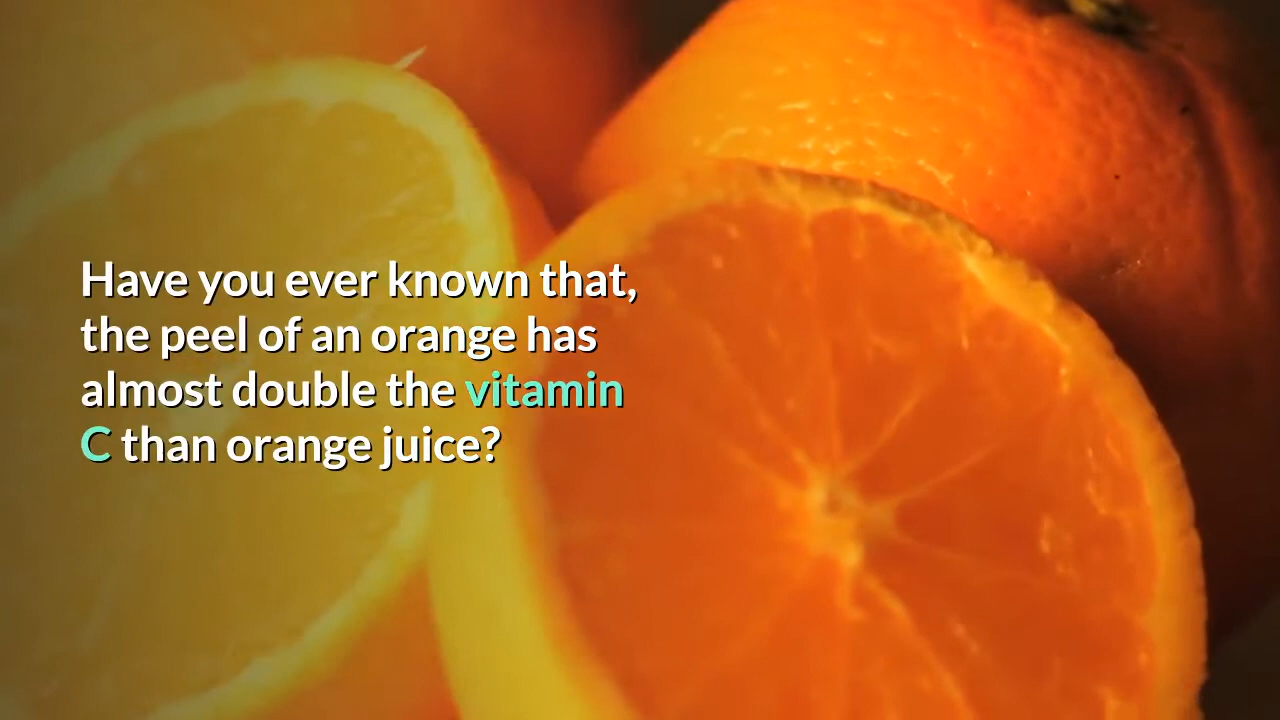 Have you ever known that,
the peel of an orange has
almost double the vitamin
C than orange juice?